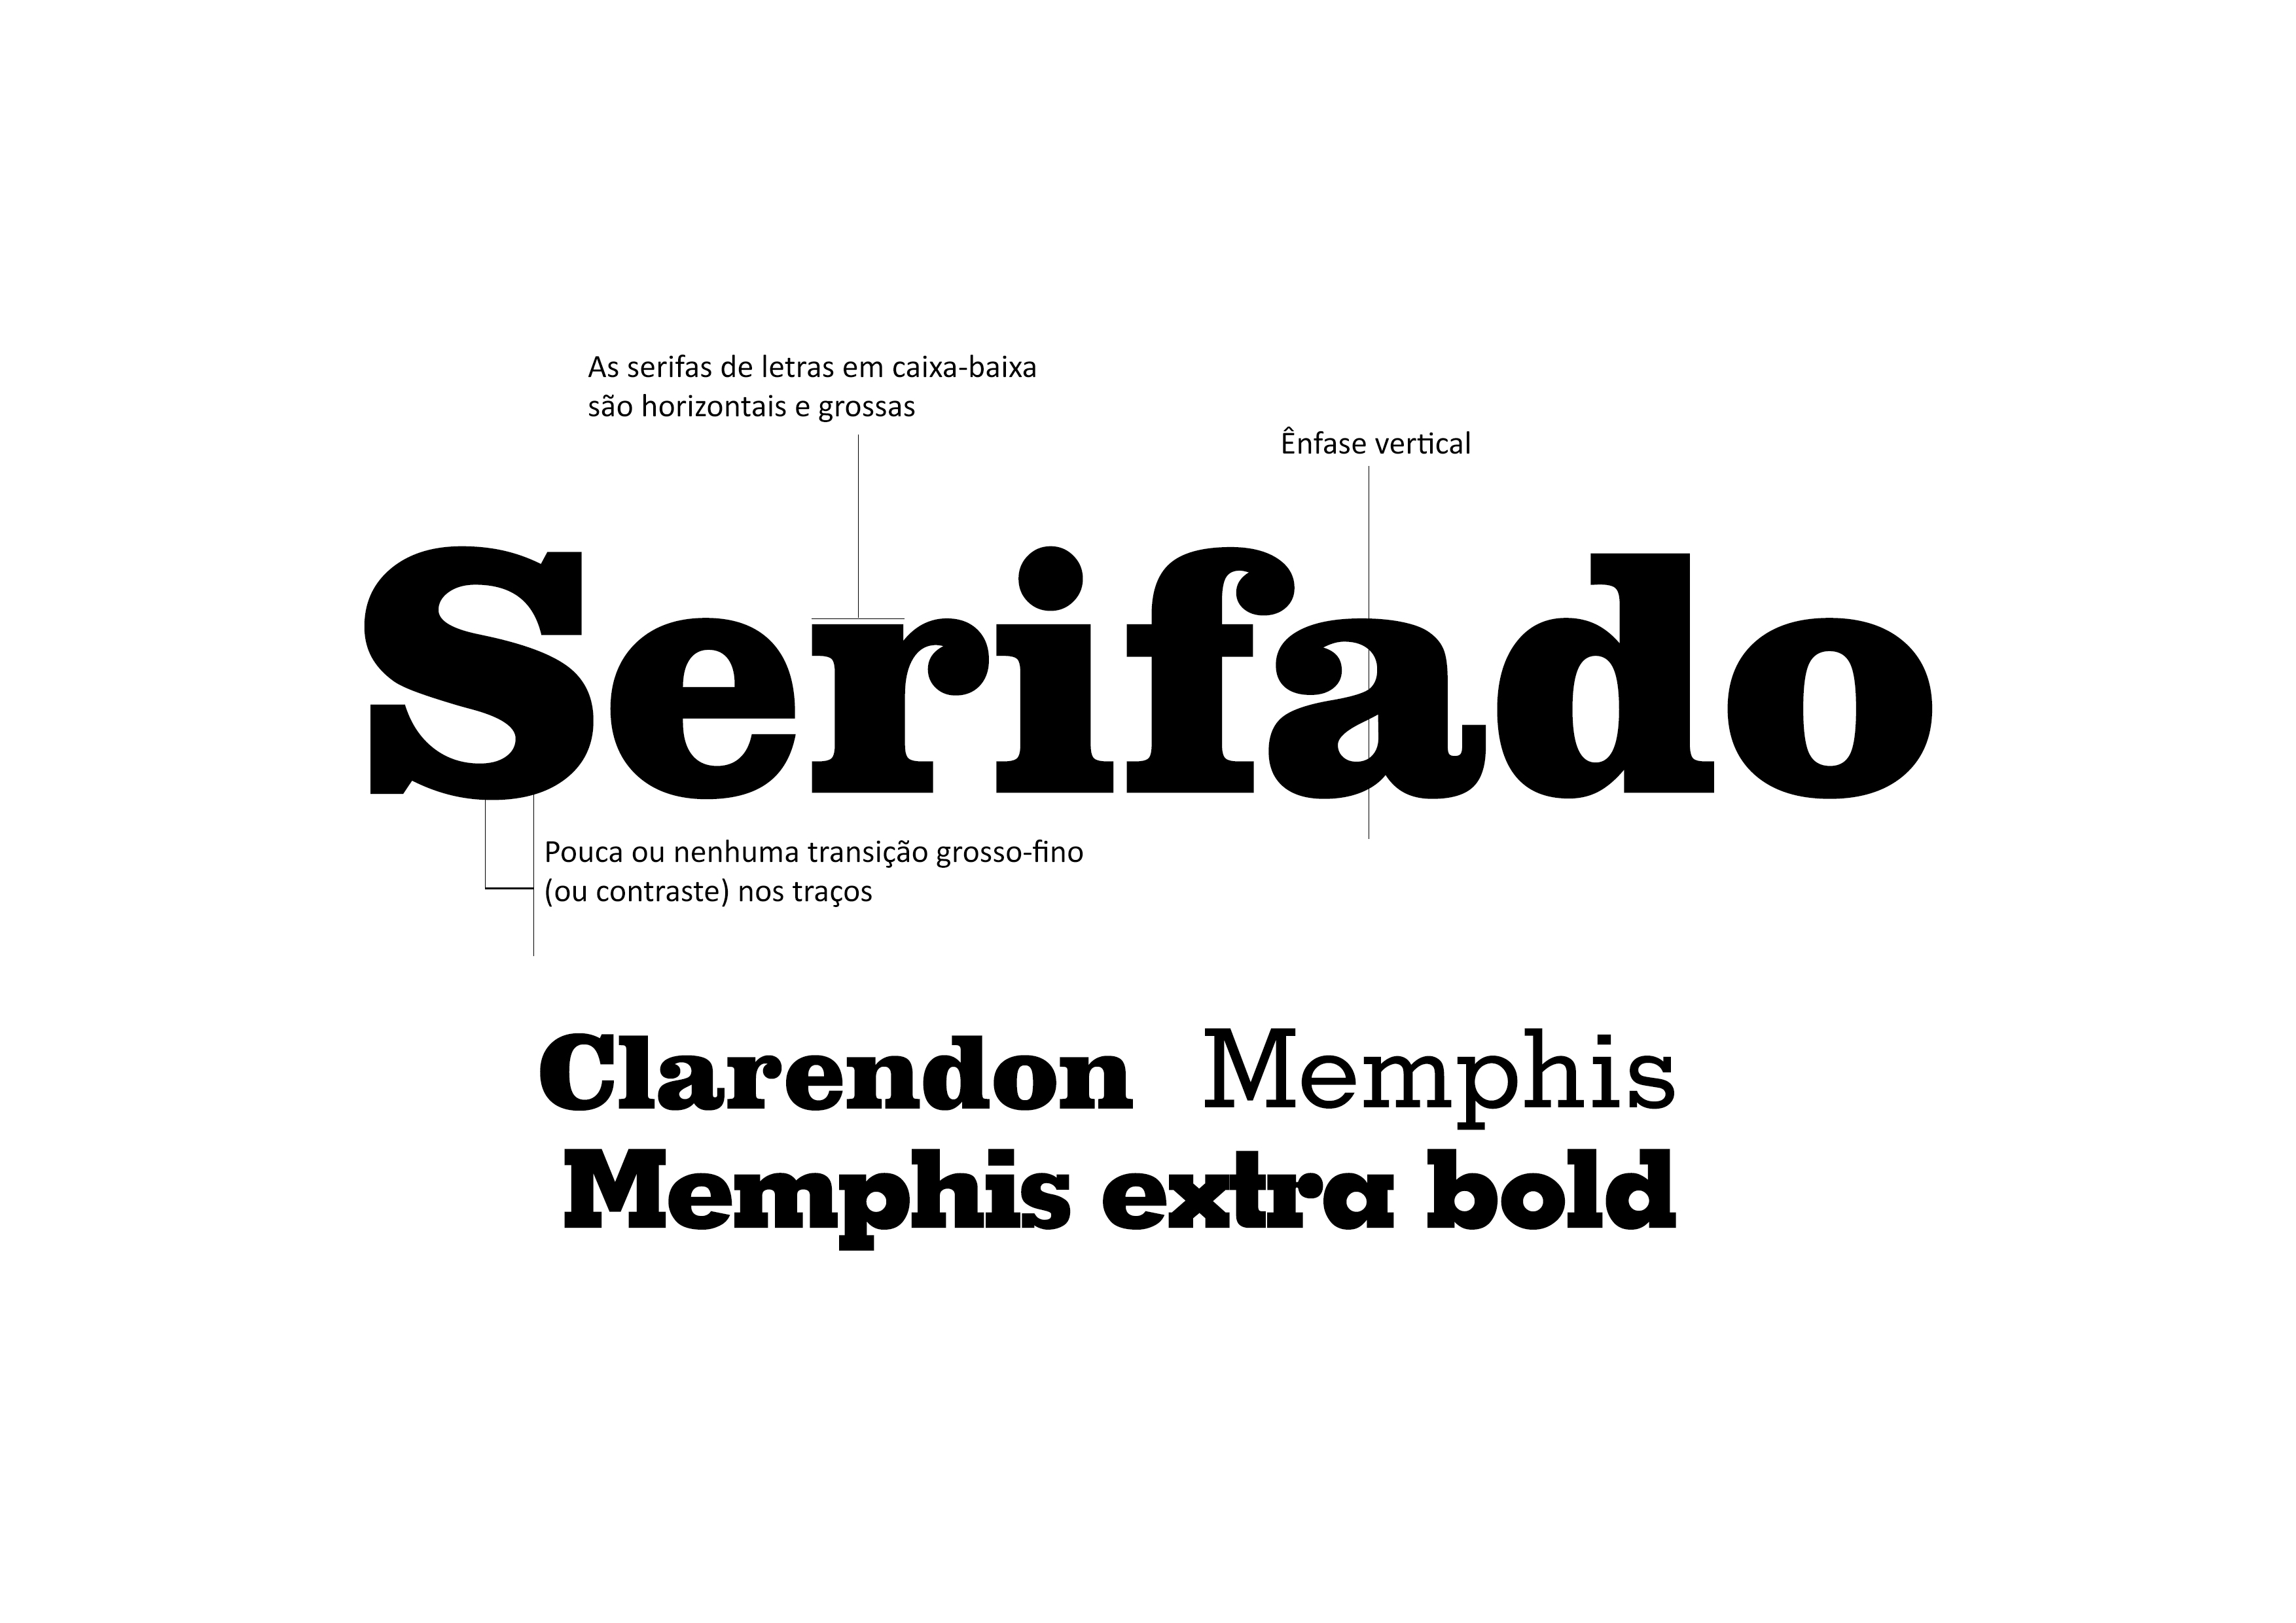 As serifas de letras em caixa-baixa
são horizontais e grossas
Ênfase vertical
Serifado
Pouca ou nenhuma transição grosso-fino
(ou contraste) nos traços
Clarendon Memphis
Memphis extra bold